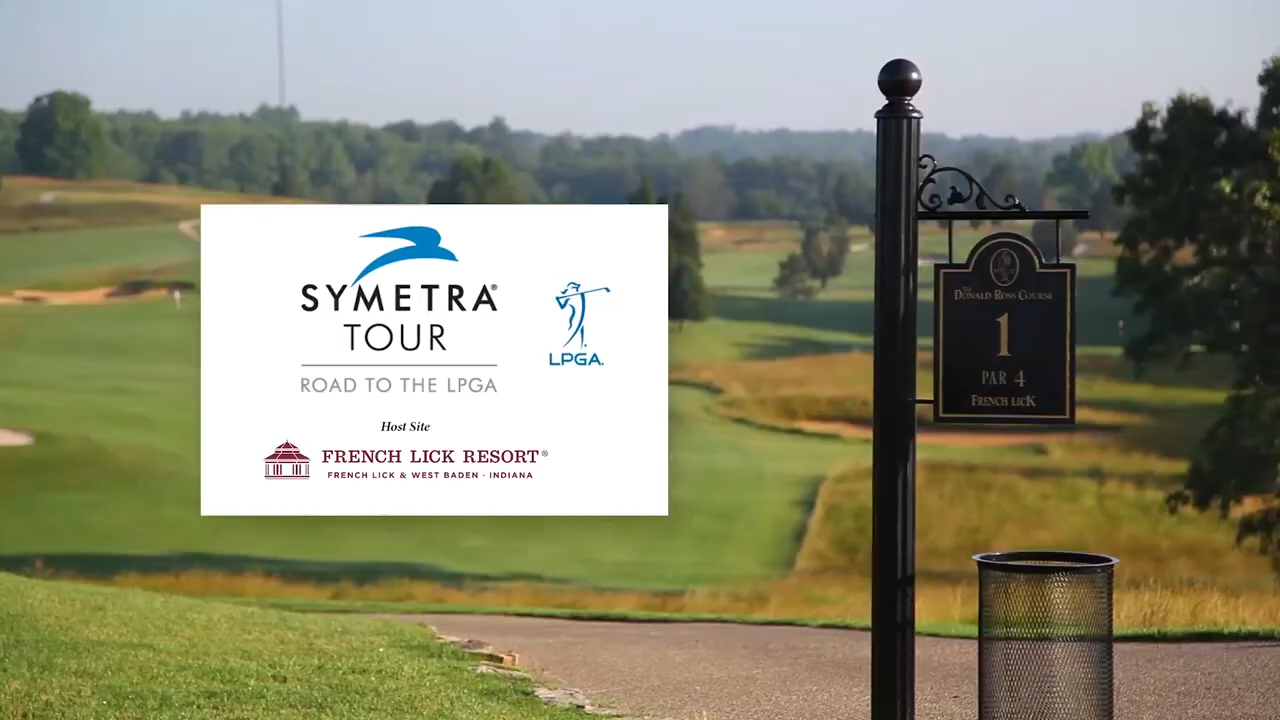 SYMETRA®
TOUR
ROAD TO THE LPGA
LPGA.
Host Site
FRENCH LICK RESORT®
FRENCH LICK & WEST BADEN · INDIANA
THE
DONALD ROSS COURSE
1
PAR 4
FRENCH LICK